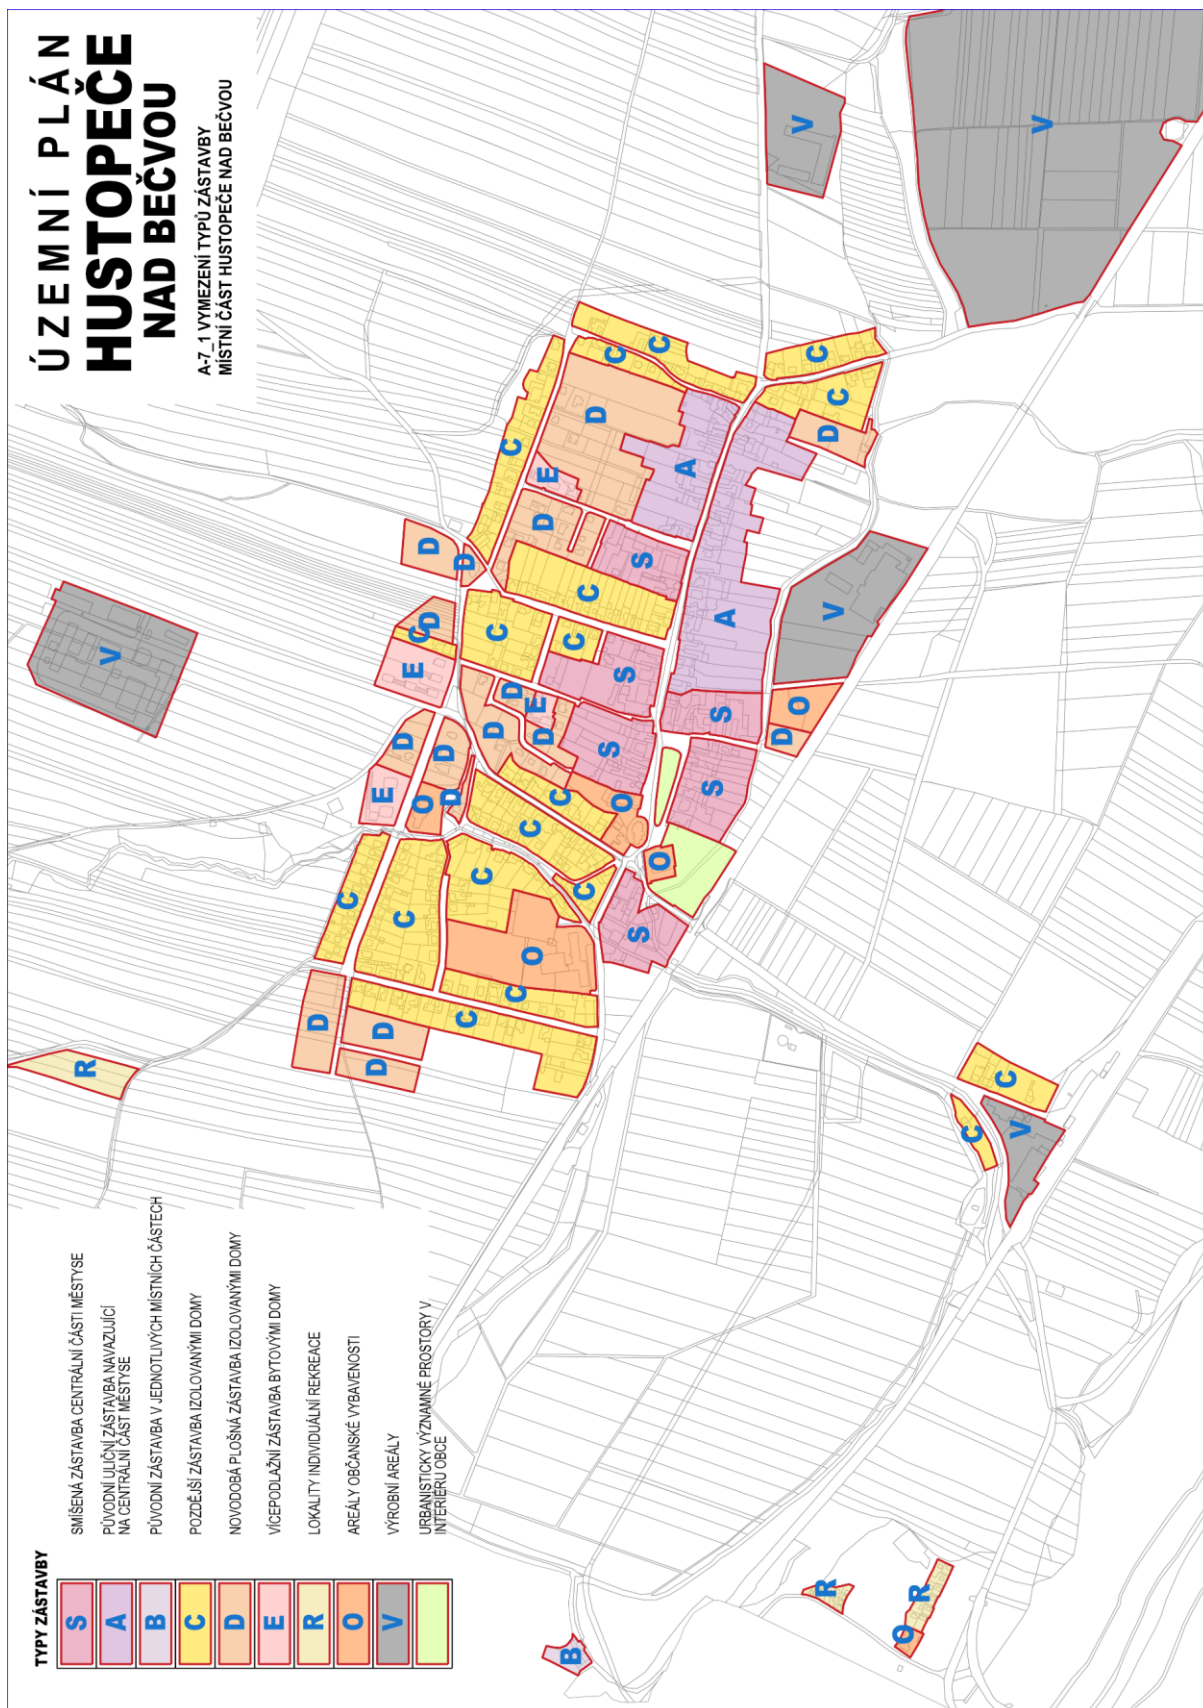 ÚZEMNÍ PLÁN
HUSTOPEČE
NAD BEČVOU
A-7_1 VYMEZENÍ TYPŮ ZÁSTAVBY
MÍSTNÍ ČÁST HUSTOPEČE NAD BEČVOU
TYPY ZÁSTAVBY
S SMÍŠENÁ ZÁSTAVBA CENTRÁLNÍ ČÁSTI MĚSTYSE
A PŮVODNÍ ULIČNÍ ZÁSTAVBA NAVAZUJÍCÍ
NA CENTRÁLNÍ ČÁST MĚSTYSE
B PŮVODNÍ ZÁSTAVBA V JEDNOTLIVÝCH MÍSTNÍCH ČÁSTECH
C POZDĚJŠÍ ZÁSTAVBA IZOLOVANÝMI DOMY
D NOVODOBÁ PLOŠNÁ ZÁSTAVBA IZOLOVANÝMI DOMY
E VÍCEPODLAŽNÍ ZÁSTAVBA BYTOVÝMI DOMY
R LOKALITY INDIVIDUÁLNÍ REKREACE
O AREÁLY OBČANSKÉ VYBAVENOSTI
V VÝROBNÍ AREÁLY
URBANISTICKY VÝZNAMNÉ PROSTORY V
INTERIÉRU OBCE
V
R
D
D
D
C
C
C
C
C
O
C
E
D
O
D
D
E
C
D
D
D
C
E
D
D
E
D
D
C
C
C
C
C
C
C
S
S
S
S
S
S
O
O
A
A
D
C
C
C
C
D
V
O
D
V
V
C
C
V
R
R
O
B